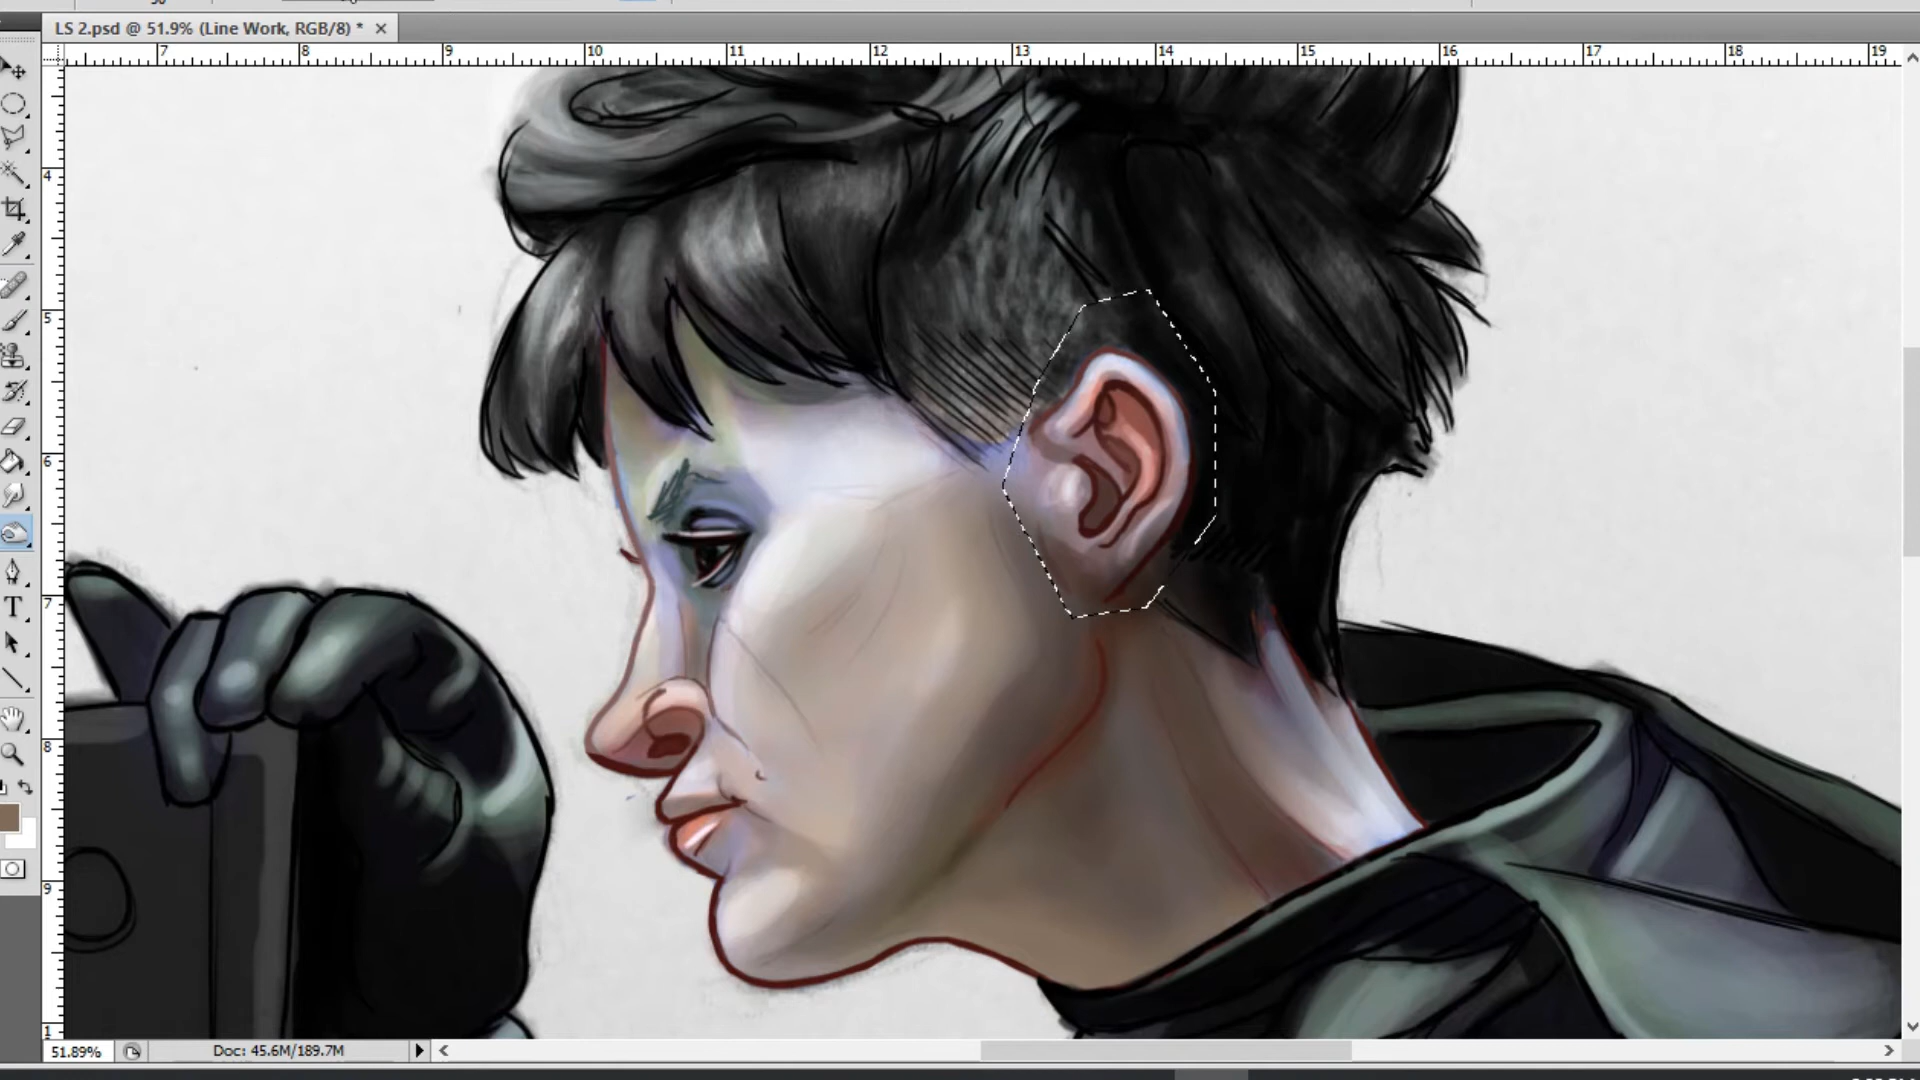 LS 2.psd @ 51.9% (Line Work, RGB/8) *
7 8 9 10 11 12 13 14 15 16 17 18 19
4
5
6
7
8
9
1
T
51.89% Doc: 45.6M/189.7M